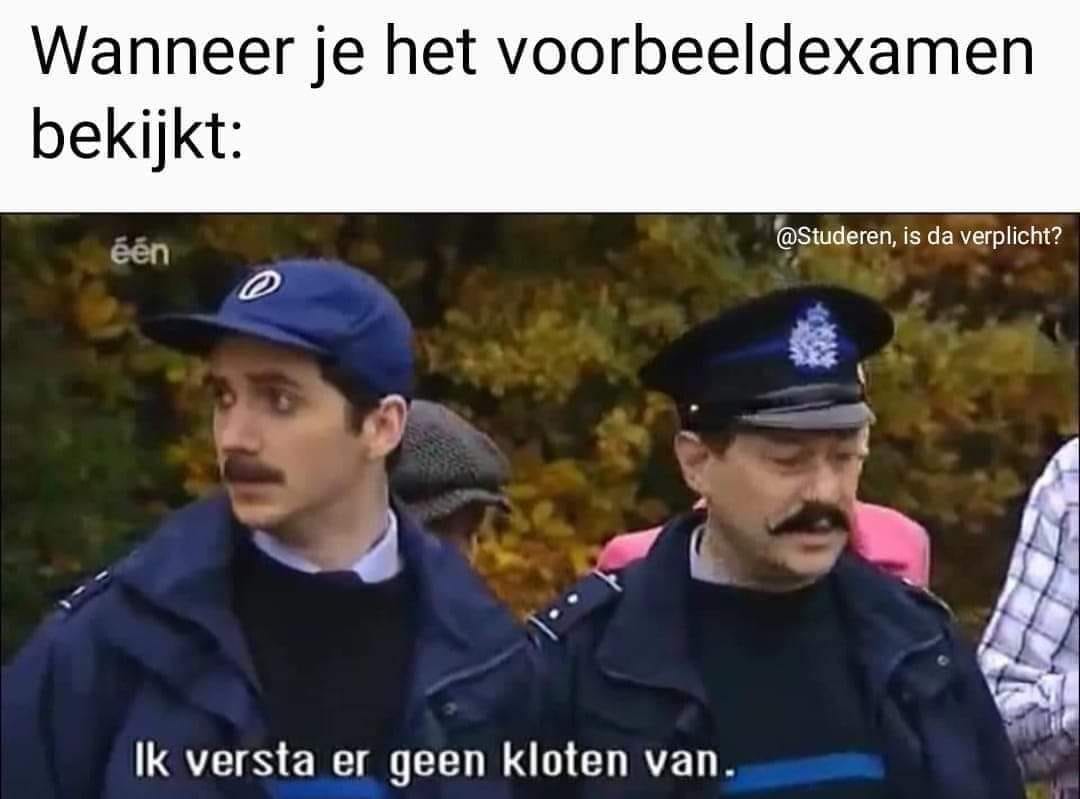 Wanneer je het voorbeeldexamen
bekijkt:
één
@Studeren, is da verplicht?
Ik versta er geen kloten van.